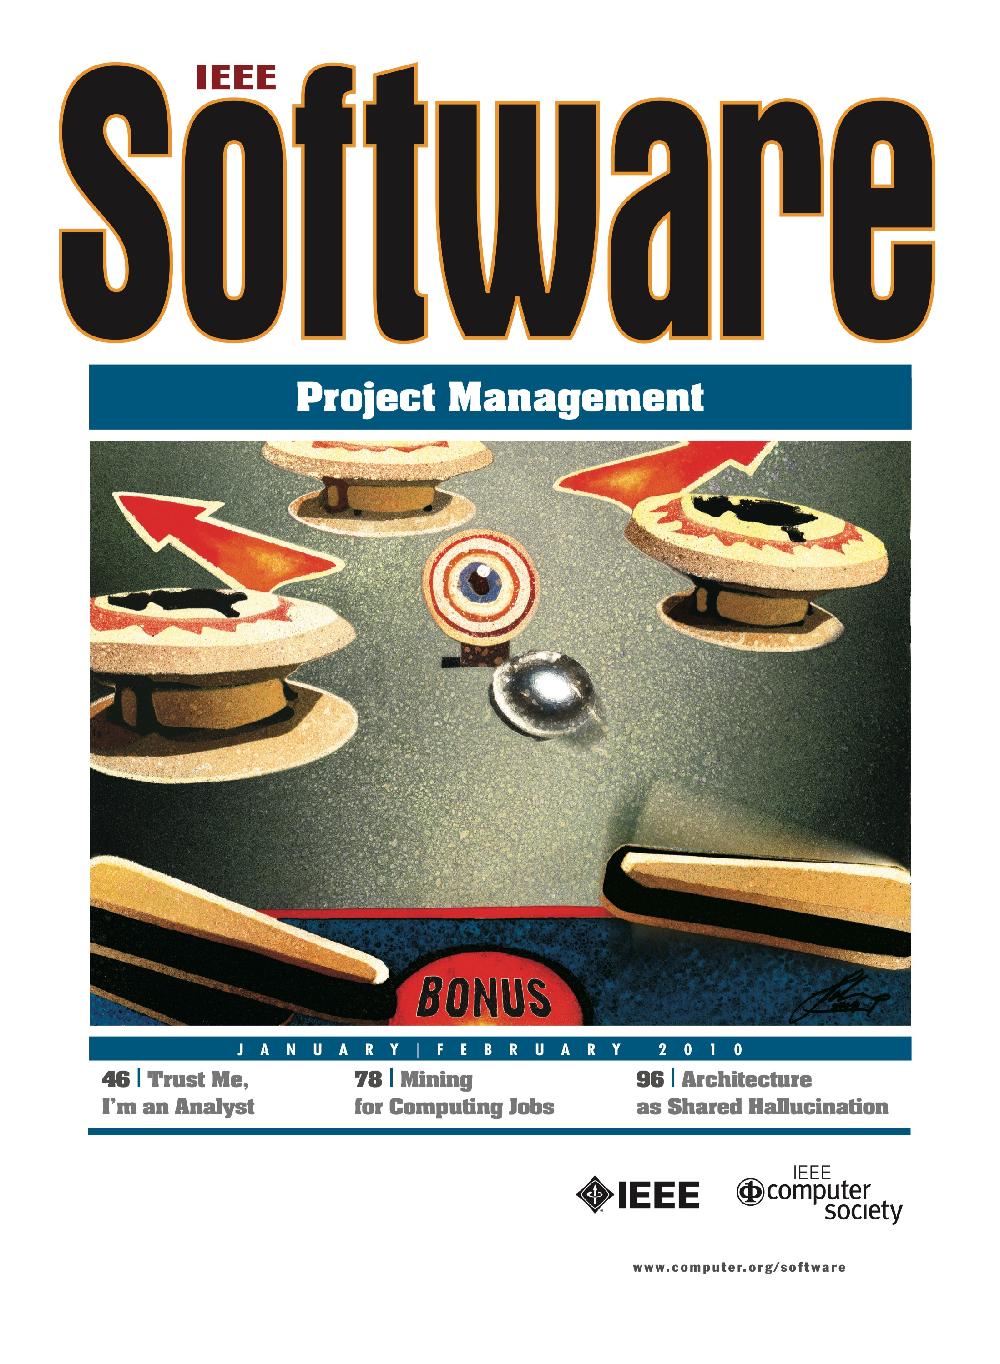 IEEE
Software
Project Management
BONUS
JANUARY | FEBRUARY 2010
46 | Trust Me,
I'm an Analyst
78 | Mining
for Computing Jobs
96 | Architecture
as Shared Hallucination
IEEE
IEEE
computer
society
www.computer.org/software